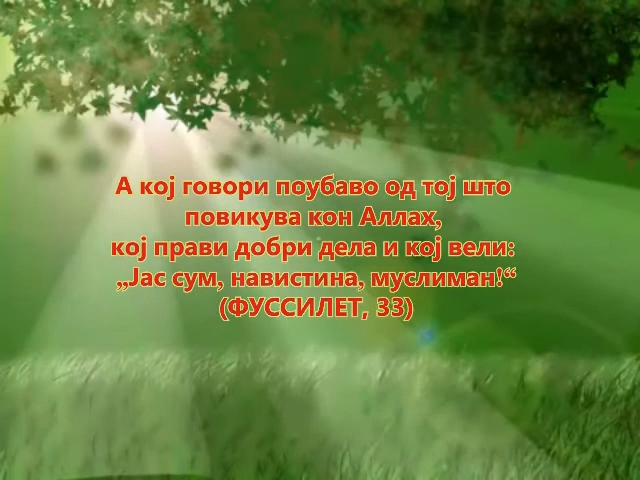 А кој говори поубаво од тој што
повикува кон Аллах,
кој прави добри дела и кој вели:
„Јас сум, навистина, муслиман!“
(ФУССИЛЕТ, 33)